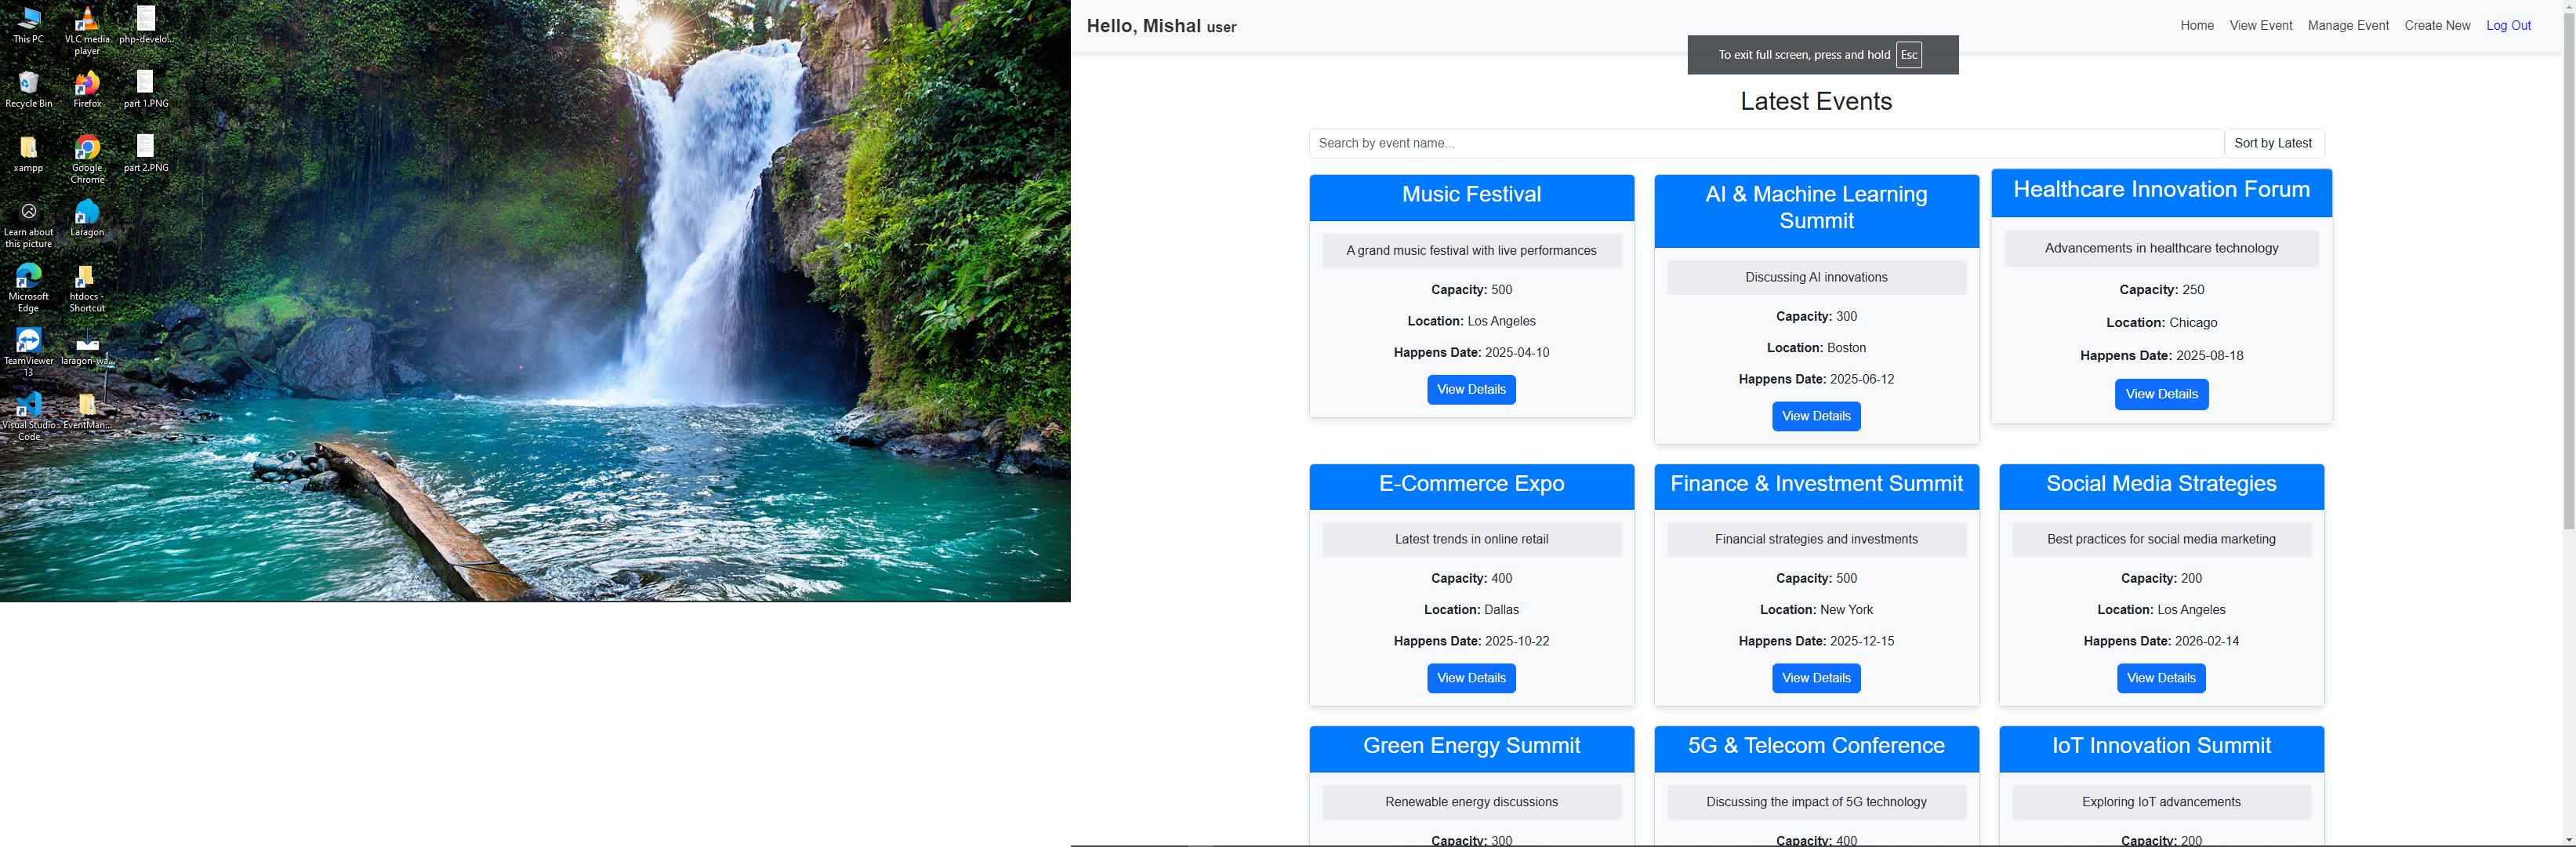 This PC
VLC media
player
php-develo...
Recycle Bin
Firefox
part 1.PNG
xampp
Google
Chrome
part 2.PNG
Learn about
this picture
Laragon
Microsoft
Edge
htdocs -
Shortcut
TeamViewer
13
laragon-wa...
Visual Studio
Code
EventMan...
Hello, Mishal user
Home View Event Manage Event Create New Log Out
To exit full screen, press and hold Esc
Latest Events
Search by event name...
Sort by Latest
Music Festival
A grand music festival with live performances
Capacity: 500
Location: Los Angeles
Happens Date: 2025-04-10
View Details
AI & Machine Learning
Summit
Discussing AI innovations
Capacity: 300
Location: Boston
Happens Date: 2025-06-12
View Details
Healthcare Innovation Forum
Advancements in healthcare technology
Capacity: 250
Location: Chicago
Happens Date: 2025-08-18
View Details
E-Commerce Expo
Latest trends in online retail
Capacity: 400
Location: Dallas
Happens Date: 2025-10-22
View Details
Finance & Investment Summit
Financial strategies and investments
Capacity: 500
Location: New York
Happens Date: 2025-12-15
View Details
Social Media Strategies
Best practices for social media marketing
Capacity: 200
Location: Los Angeles
Happens Date: 2026-02-14
View Details
Green Energy Summit
Renewable energy discussions
Capacity: 300
5G & Telecom Conference
Discussing the impact of 5G technology
Capacity: 400
IoT Innovation Summit
Exploring IoT advancements
Capacity: 200